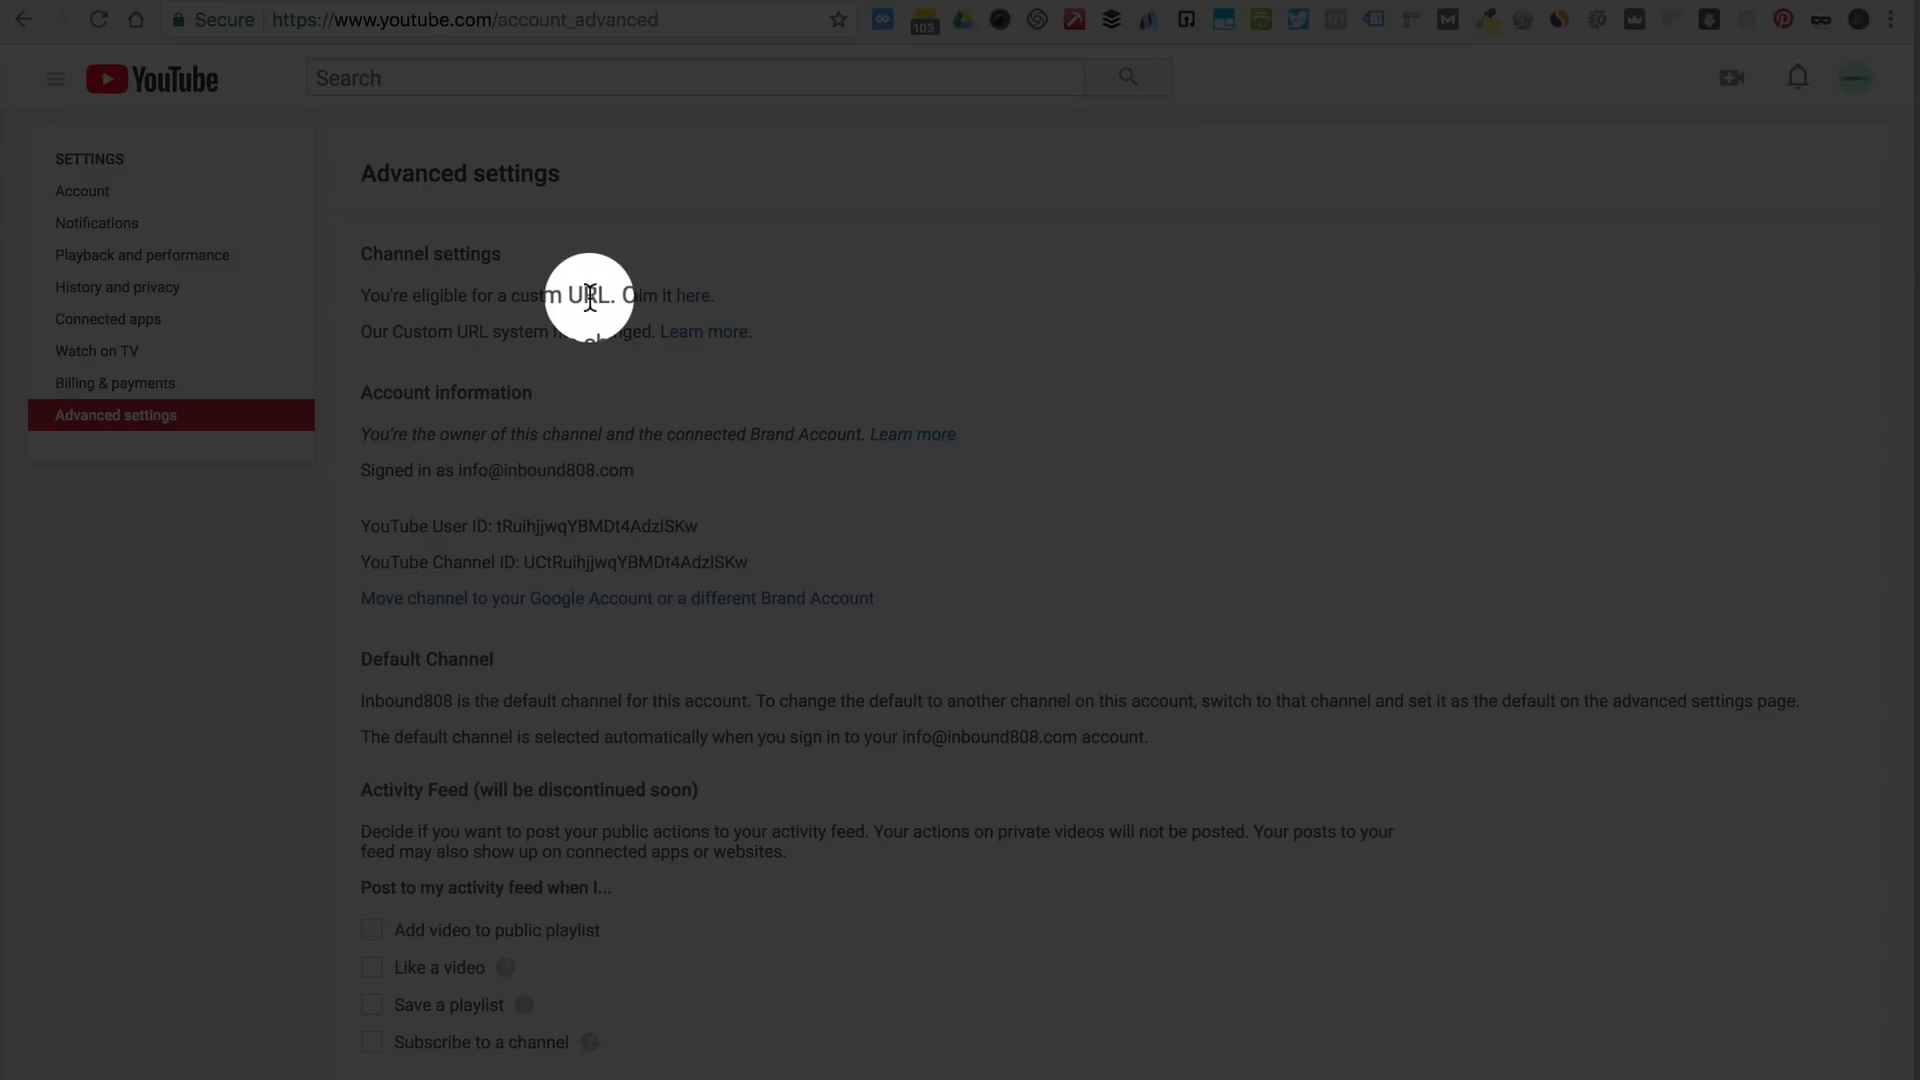 Secure https://www.youtube.com/account_advanced
103
YouTube
Search
SETTINGS
Account
Notifications
Playback and performance
History and privacy
Connected apps
Watch on TV
Billing & payments
Advanced settings
Advanced settings
Channel settings
You're eligible for a custm URL. C im it here.
Our Custom URL system nged. Learn more.
Account information
You're the owner of this channel and the connected Brand Account. Learn more
Signed in as info@inbound808.com
YouTube User ID: tRuihjjwqYBMDt4AdzlSKw
YouTube Channel ID: UCtRuihjjwqYBMDt4AdzlSKw
Move channel to your Google Account or a different Brand Account
Default Channel
Inbound808 is the default channel for this account. To change the default to another channel on this account, switch to that channel and set it as the default on the advanced settings page.
The default channel is selected automatically when you sign in to your info@inbound808.com account.
Activity Feed (will be discontinued soon)
Decide if you want to post your public actions to your activity feed. Your actions on private videos will not be posted. Your posts to your
feed may also show up on connected apps or websites.
Post to my activity feed when I...
Add video to public playlist
Like a video ?
Save a playlist ?
Subscribe to a channel ?